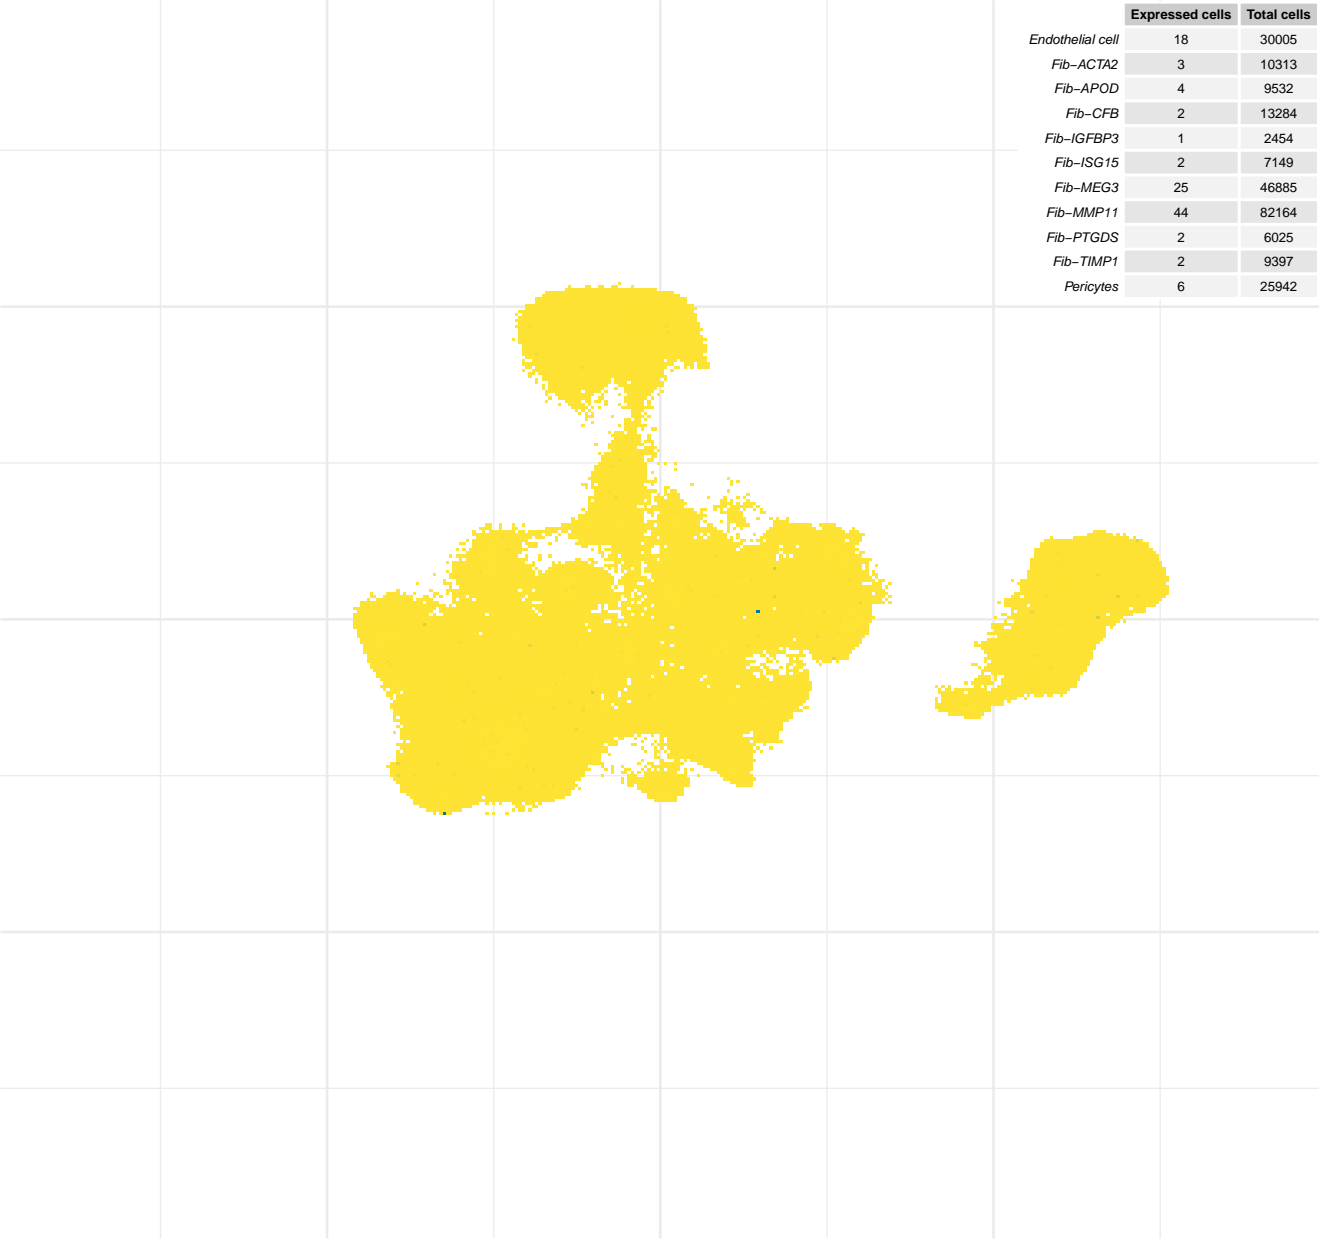 Expressed cells Total cells
Endothelial cell 18 30005
Fib−ACTA2 3 10313
Fib−APOD 4 9532
Fib−CFB 2 13284
Fib−IGFBP3 1 2454
Fib−ISG15 2 7149
Fib−MEG3 25 46885
Fib−MMP11 44 82164
Fib−PTGDS 2 6025
Fib−TIMP1 2 9397
Pericytes 6 25942